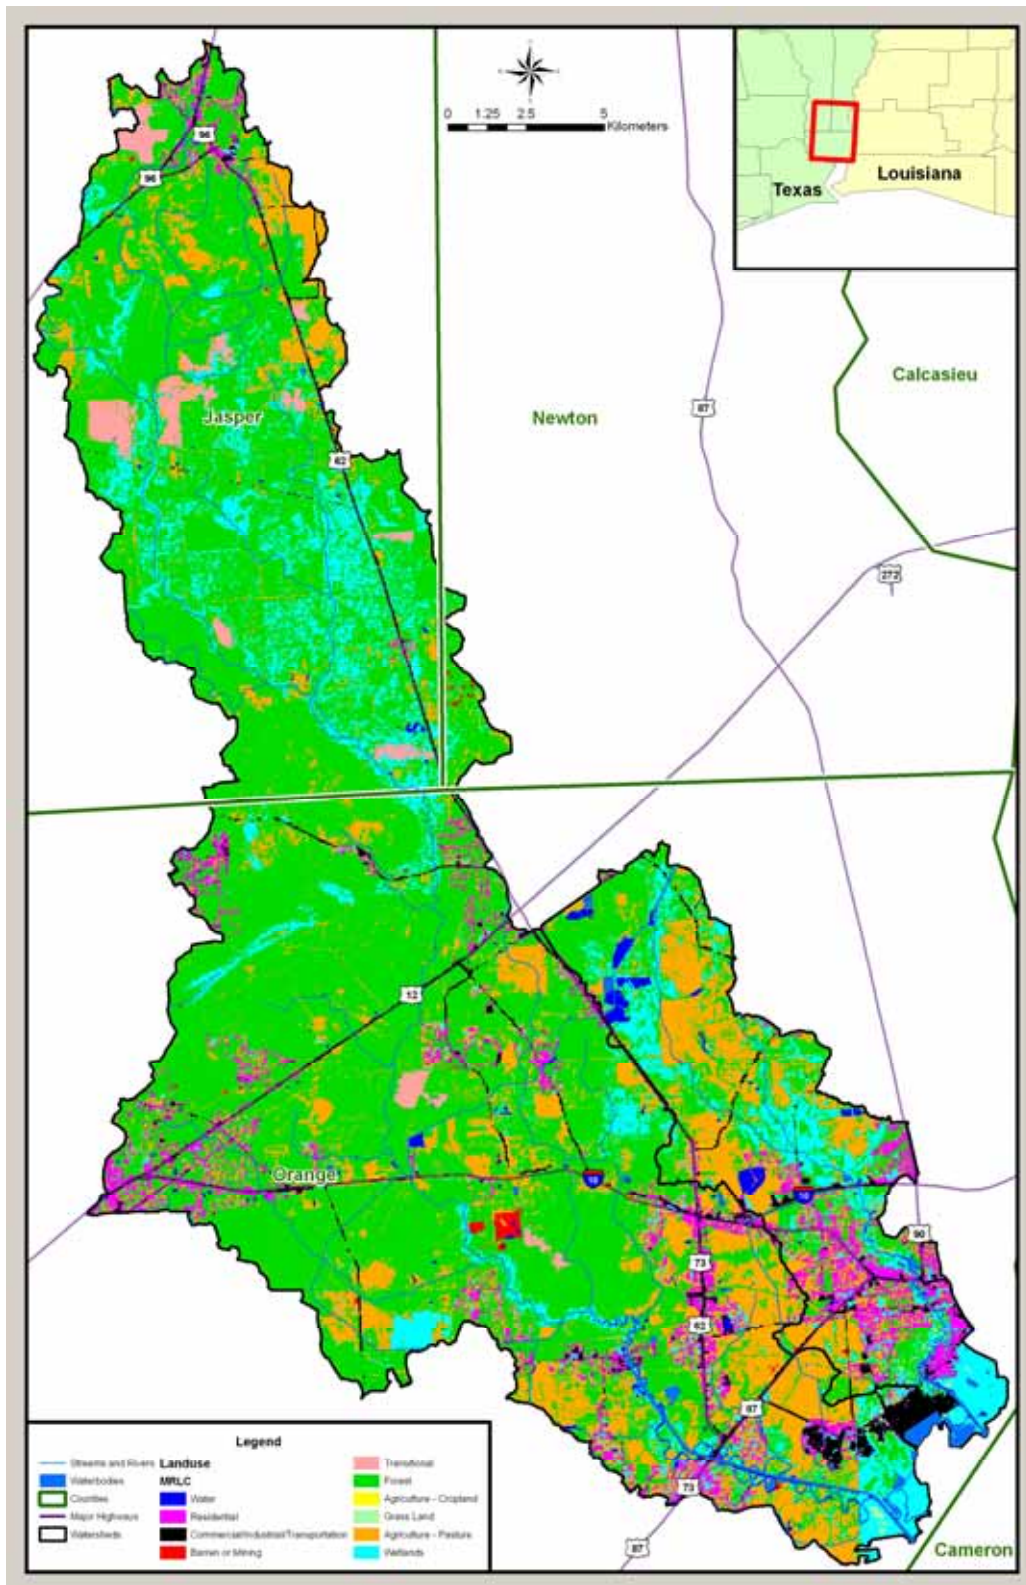 96
96
0 1.25 2.5 5
Kilometers
Texas
Louisiana
Calcasieu
Newton
87
Jasper
62
272
12
Orange
10
10
90
73
62
87
73
87
Cameron
Legend
Streams and Rivers
Waterbodies
Counties
Major Highways
Watersheds
Landuse
MRLC
Water
Residential
Commercial/Industrial/Transportation
Barren or Mining
Transitional
Forest
Agriculture - Cropland
Grass Land
Agriculture - Pasture
Wetlands